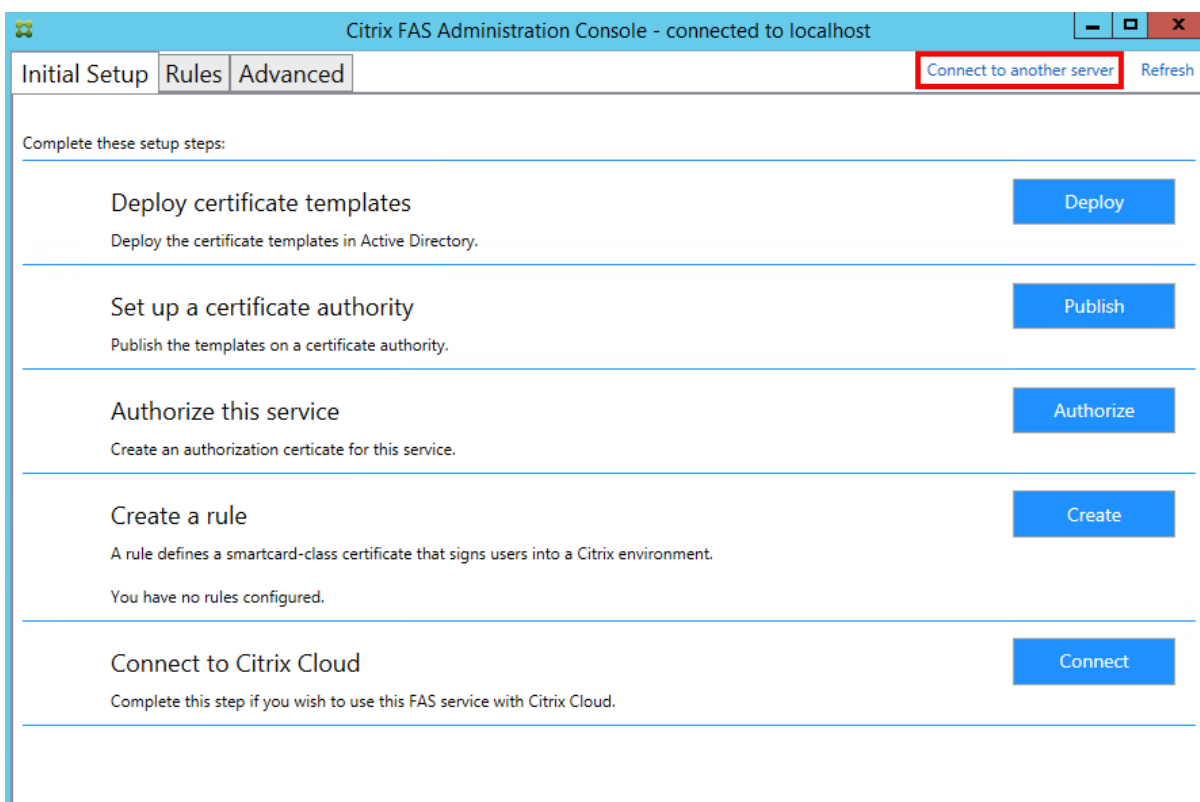 Citrix FAS Administration Console - connected to localhost
Initial Setup Rules Advanced Connect to another server Refresh
Complete these setup steps:
Deploy certificate templates
Deploy
Deploy the certificate templates in Active Directory.
Set up a certificate authority
Publish
Publish the templates on a certificate authority.
Authorize this service
Authorize
Create an authorization certicate for this service.
Create a rule
Create
A rule defines a smartcard-class certificate that signs users into a Citrix environment.
You have no rules configured.
Connect to Citrix Cloud
Connect
Complete this step if you wish to use this FAS service with Citrix Cloud.